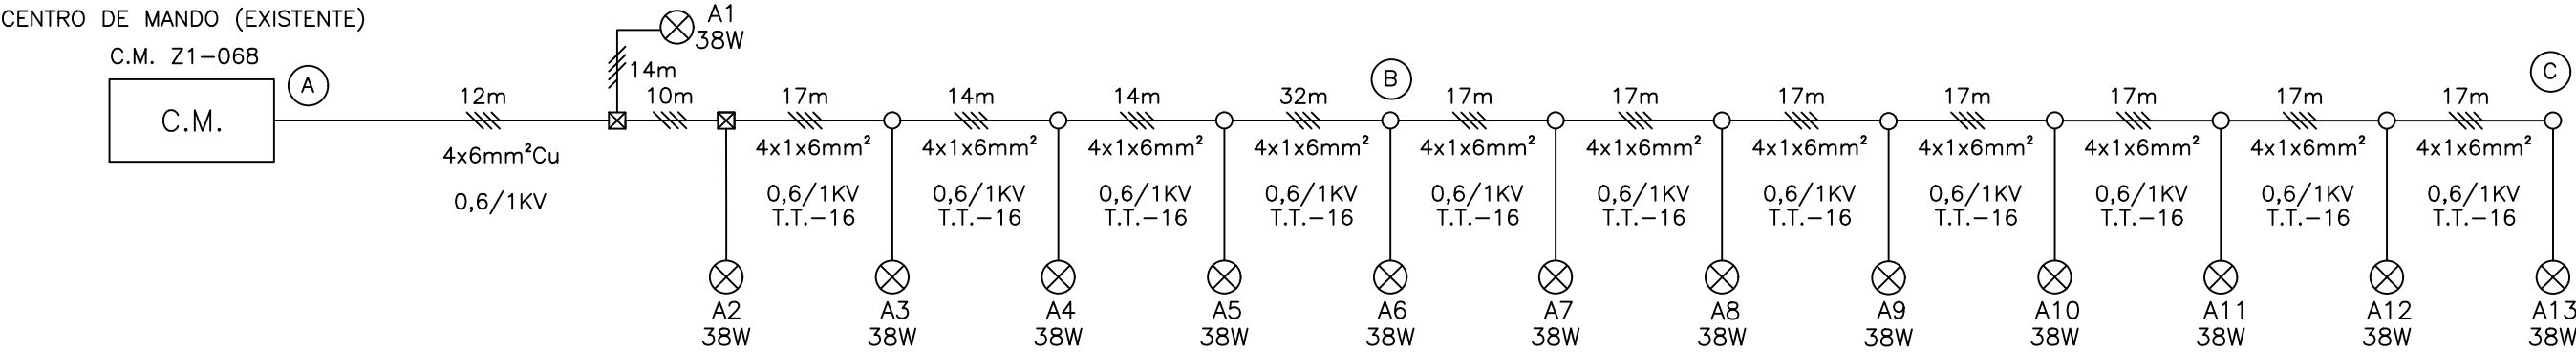 CENTRO DE MANDO (EXISTENTE)
C.M. Z1-068
C.M.
A
12m
4x6mm²Cu
0,6/1KV
A1
38W
14m
10m
17m
4x1x6mm²
0,6/1KV
T.T.-16
14m
4x1x6mm²
0,6/1KV
T.T.-16
14m
4x1x6mm²
0,6/1KV
T.T.-16
32m
4x1x6mm²
0,6/1KV
T.T.-16
B
17m
4x1x6mm²
0,6/1KV
T.T.-16
17m
4x1x6mm²
0,6/1KV
T.T.-16
17m
4x1x6mm²
0,6/1KV
T.T.-16
17m
4x1x6mm²
0,6/1KV
T.T.-16
17m
4x1x6mm²
0,6/1KV
T.T.-16
17m
4x1x6mm²
0,6/1KV
T.T.-16
17m
4x1x6mm²
0,6/1KV
T.T.-16
C
A2
38W
A3
38W
A4
38W
A5
38W
A6
38W
A7
38W
A8
38W
A9
38W
A10
38W
A11
38W
A12
38W
A13
38W